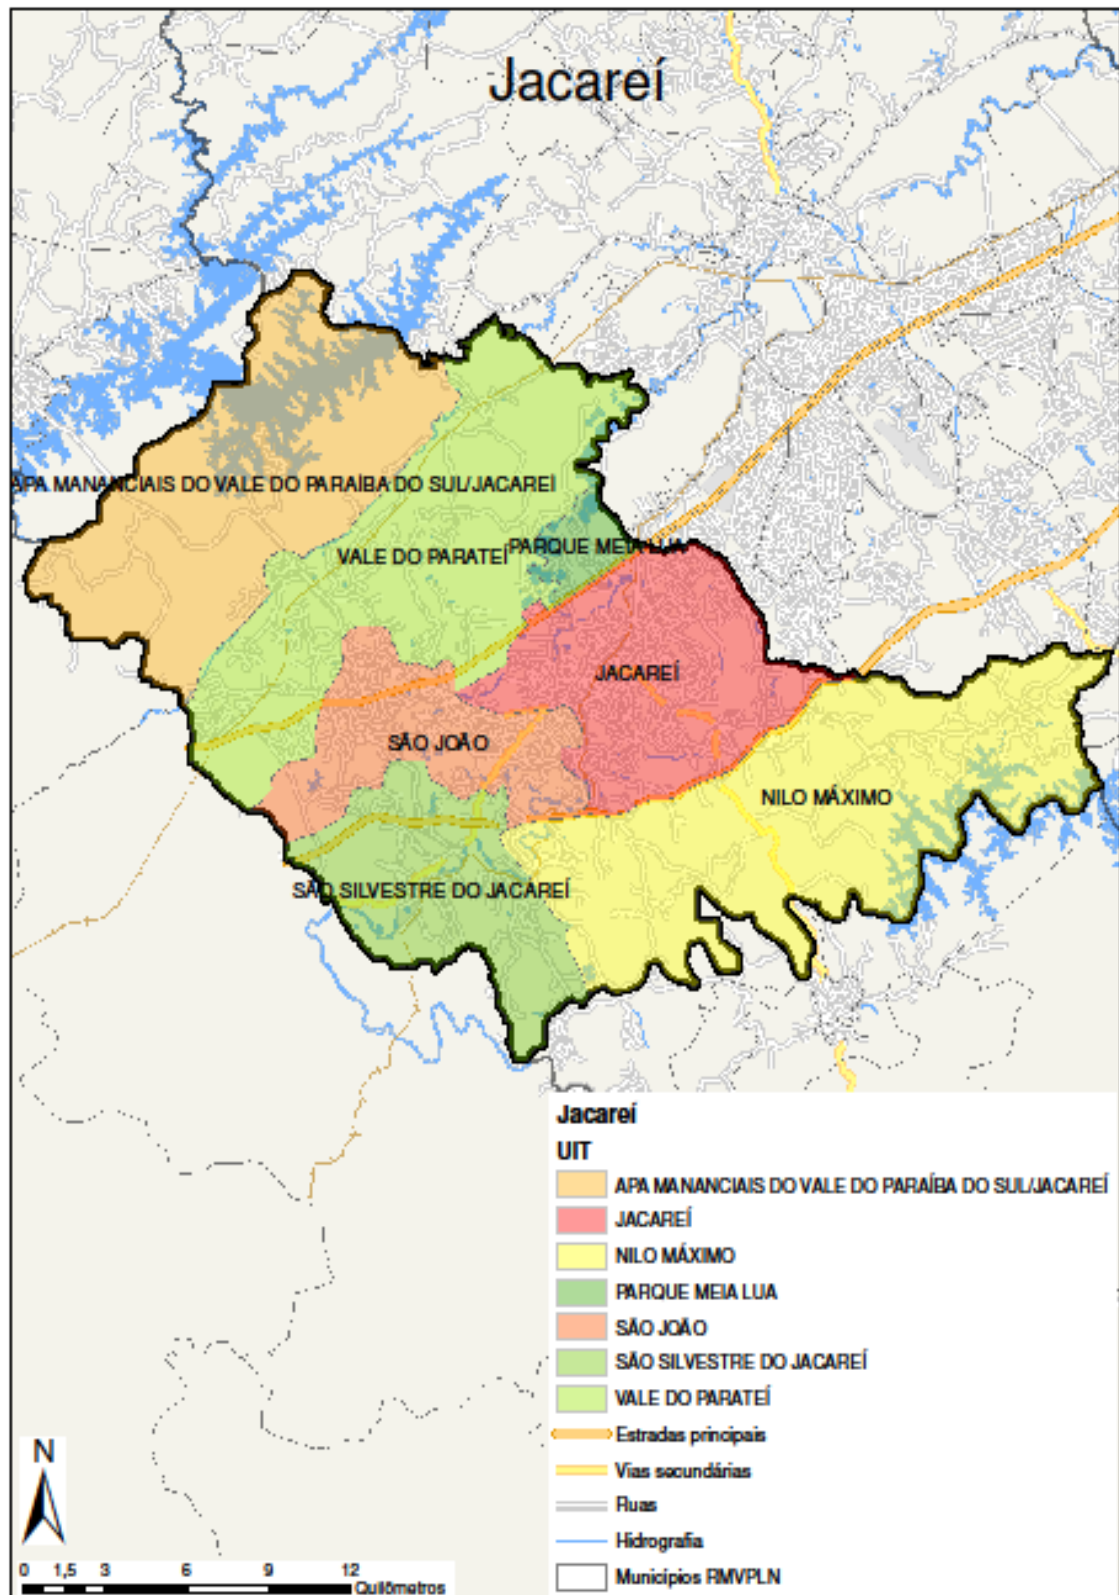 Jacareí
APA MANANCIAIS DO VALE DO PARAÍBA DO SUL/JACAREÍ
VALE DO PARATEÍ
PARQUE MEIA LUA
JACAREÍ
SÃO JOÃO
NILO MÁXIMO
SÃO SILVESTRE DO JACAREÍ
Jacareí
UIT
APA MANANCIAIS DO VALE DO PARAÍBA DO SUL/JACAREÍ
JACAREÍ
NILO MÁXIMO
PARQUE MEIA LUA
SÃO JOÃO
SÃO SILVESTRE DO JACAREÍ
VALE DO PARATEÍ
Estradas principais
Vias secundárias
Ruas
Hidrografia
Municípios RMVPLN
N
0 1,5 3 6 9 12
Quilômetros